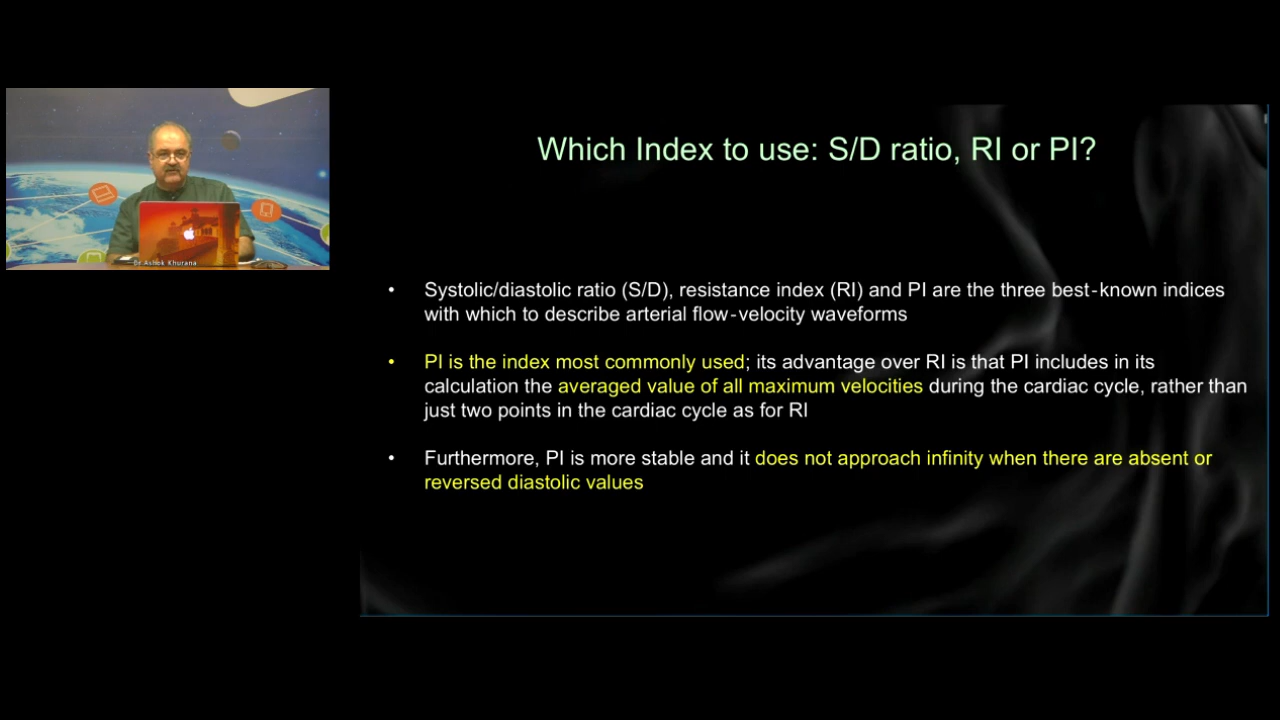 Which Index to use: S/D ratio, RI or PI?
Dr.Ashok Khurana
• Systolic/diastolic ratio (S/D), resistance index (RI) and PI are the three best-known indices
with which to describe arterial flow-velocity waveforms
• PI is the index most commonly used; its advantage over RI is that PI includes in its
calculation the averaged value of all maximum velocities during the cardiac cycle, rather than
just two points in the cardiac cycle as for RI
• Furthermore, PI is more stable and it does not approach infinity when there are absent or
reversed diastolic values